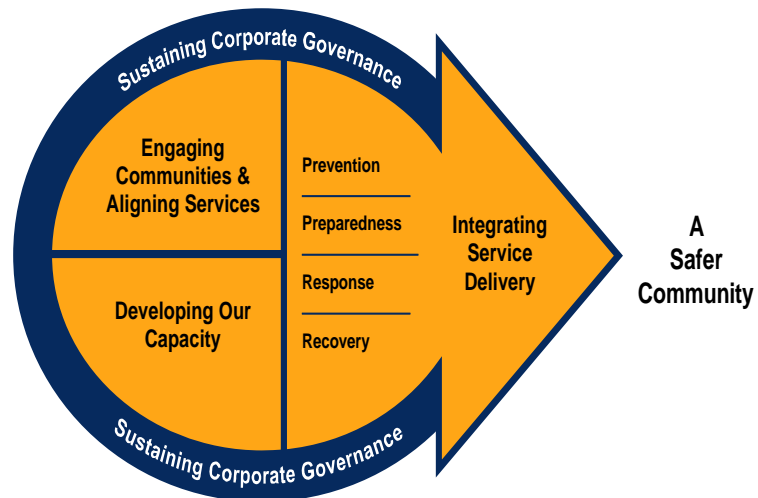 Sustaining Corporate Governance
Engaging
Communities &
Aligning Services
Developing Our
Capacity
Prevention
Preparedness
Response
Recovery
Integrating
Service
Delivery
A
Safer
Community
Sustaining Corporate Governance